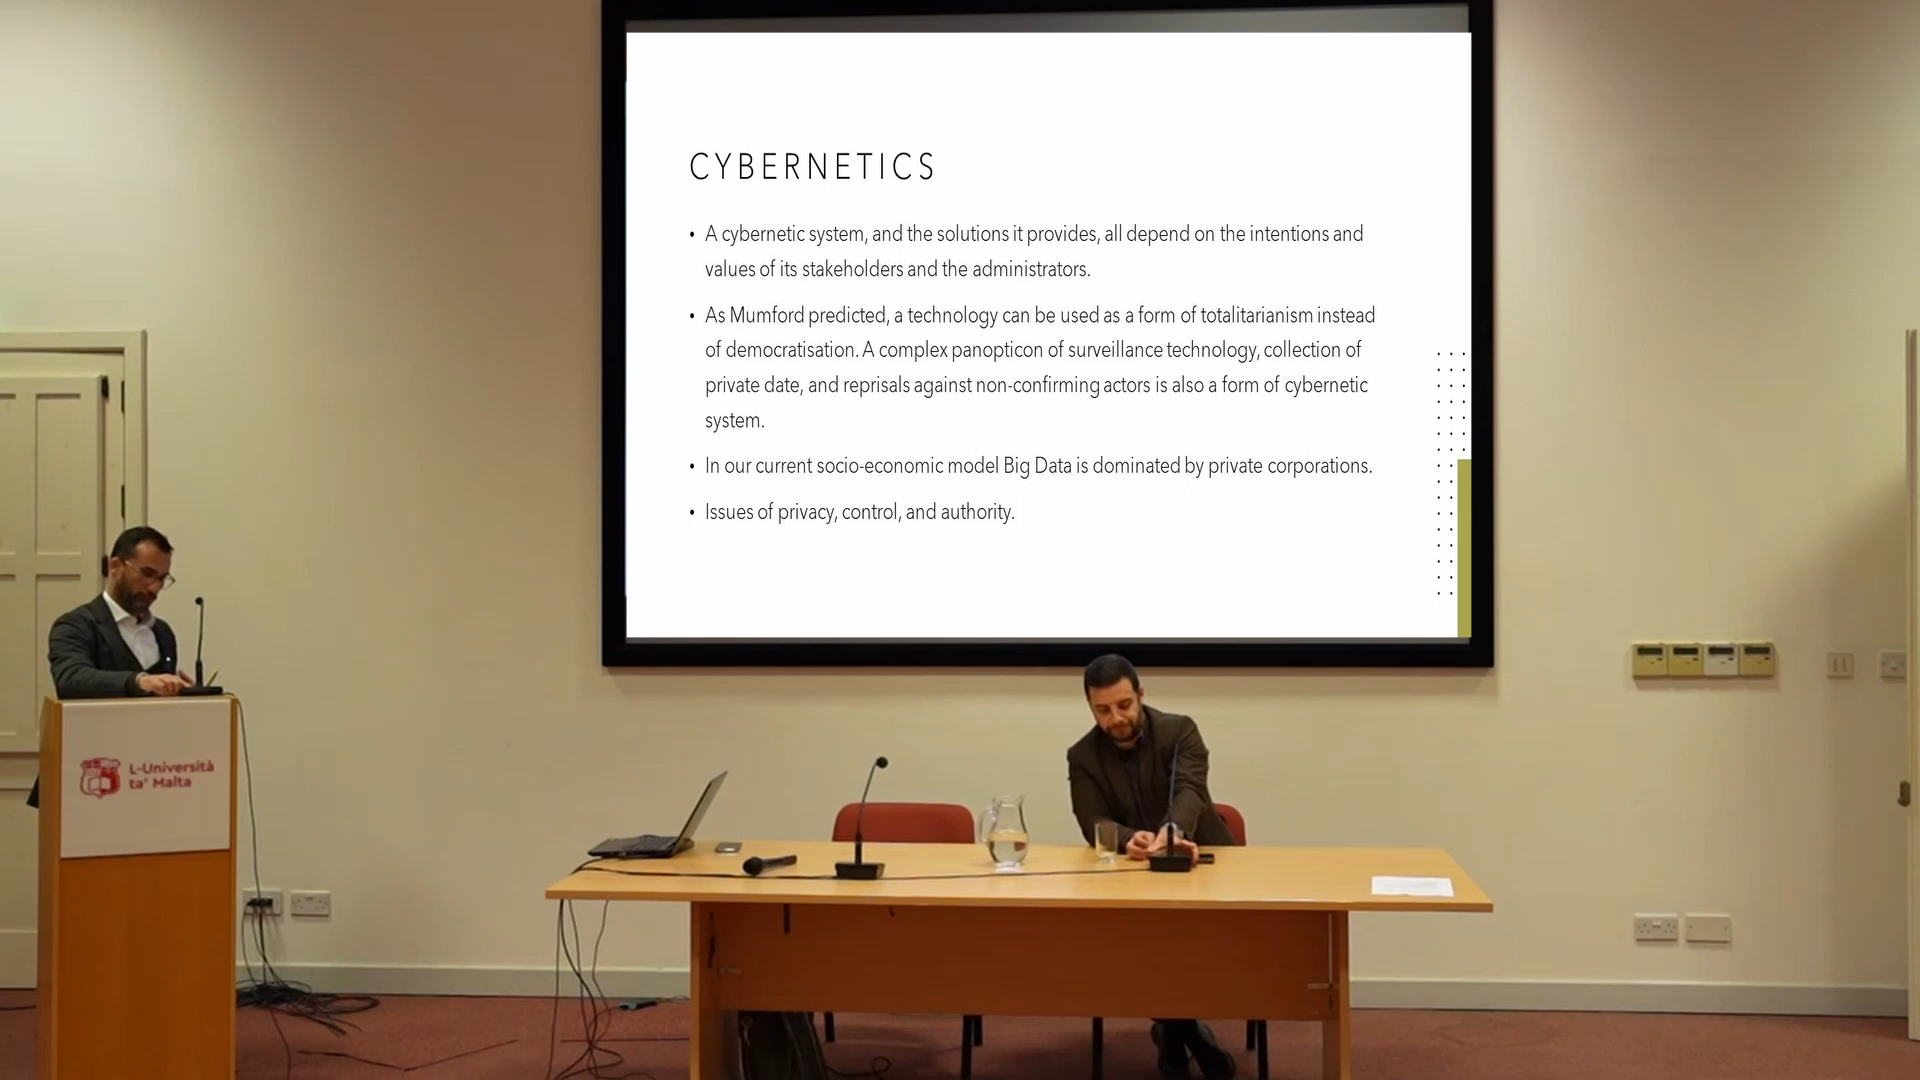 CYBERNETICS
• A cybernetic system, and the solutions it provides, all depend on the intentions and
values of its stakeholders and the administrators.
• As Mumford predicted, a technology can be used as a form of totalitarianism instead
of democratisation. A complex panopticon of surveillance technology, collection of
private date, and reprisals against non-confirming actors is also a form of cybernetic
system.
• In our current socio-economic model Big Data is dominated by private corporations.
• Issues of privacy, control, and authority.
L-Università
ta' Malta